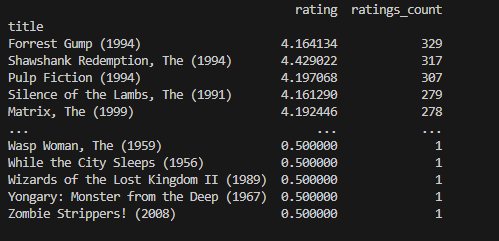 rating ratings_count
title
Forrest Gump (1994) 4.164134 329
Shawshank Redemption, The (1994) 4.429022 317
Pulp Fiction (1994) 4.197068 307
Silence of the Lambs, The (1991) 4.161290 279
Matrix, The (1999) 4.192446 278
... ... ...
Wasp Woman, The (1959) 0.500000 1
While the City Sleeps (1956) 0.500000 1
Wizards of the Lost Kingdom II (1989) 0.500000 1
Yongary: Monster from the Deep (1967) 0.500000 1
Zombie Strippers! (2008) 0.500000 1